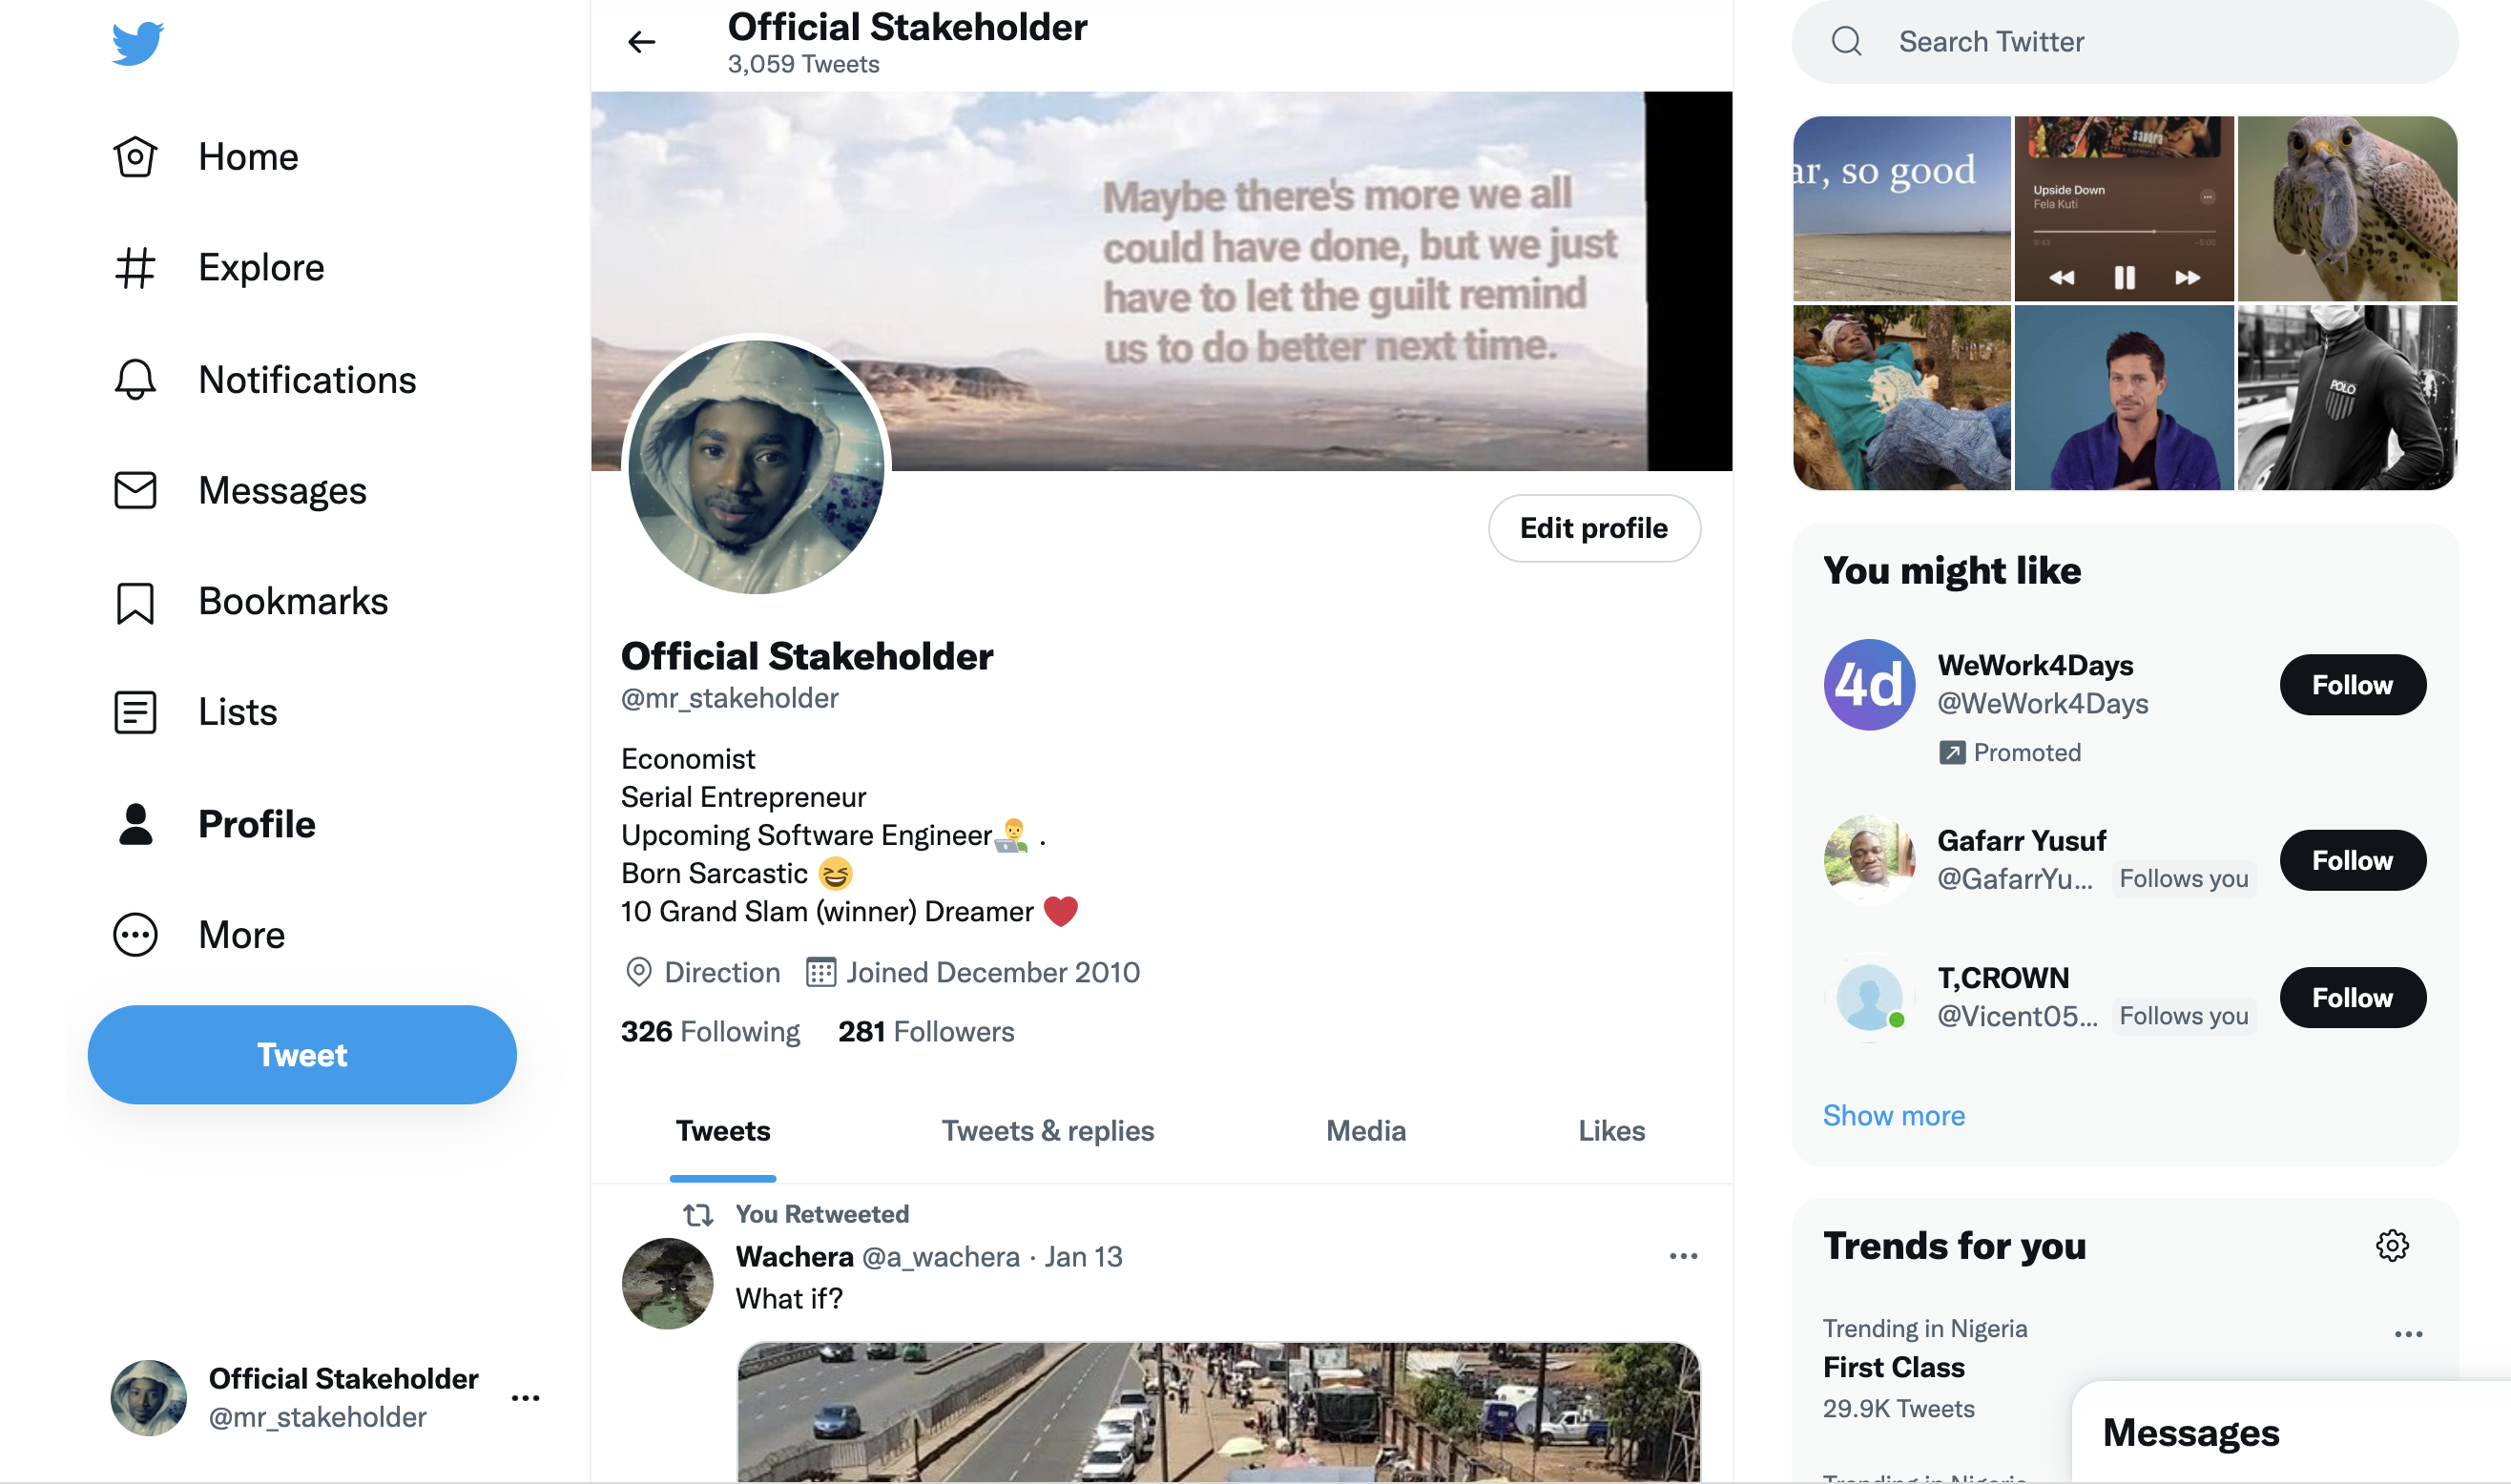 Home
Explore
Notifications
Messages
Bookmarks
Lists
Profile
More
Tweet
Official Stakeholder
@mr_stakeholder
Official Stakeholder
3,059 Tweets
Maybe there's more we all
could have done, but we just
have to let the guilt remind
us to do better next time.
Edit profile
Official Stakeholder
@mr_stakeholder
Economist
Serial Entrepreneur
Upcoming Software Engineer👨‍💻 .
Born Sarcastic 😆
10 Grand Slam (winner) Dreamer ❤️
Direction Joined December 2010
326 Following 281 Followers
Tweets Tweets & replies Media Likes
You Retweeted
Wachera @a_wachera · Jan 13
What if?
Search Twitter
ar, so good
sandra
Upside Down
Fela Kuti
POLO
You might like
4d
WeWork4Days
@WeWork4Days
Promoted
Follow
Gafarr Yusuf
@GafarrYu... Follows you
Follow
T,CROWN
@Vicent05... Follows you
Follow
Show more
Trends for you
Trending in Nigeria
First Class
29.9K Tweets
Trending in Nigeria
Messages